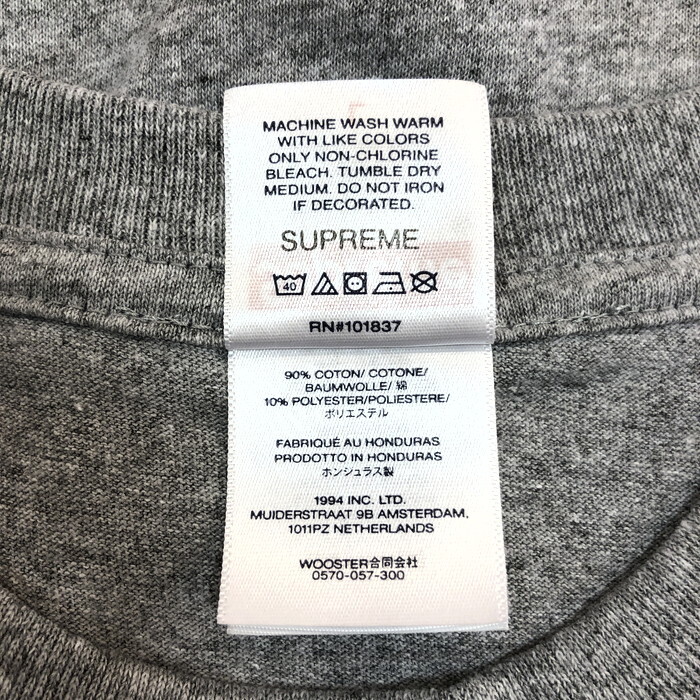 MACHINE WASH WARM
WITH LIKE COLORS
ONLY NON-CHLORINE
BLEACH. TUMBLE DRY
MEDIUM. DO NOT IRON
IF DECORATED.
SUPREME
40
RN#101837
90% COTON/ COTONE/
BAUMWOLLE/ 綿
10% POLYESTER/POLIESTERE/
ポリエステル
FABRIQUÉ AU HONDURAS
PRODOTTO IN HONDURAS
ホンジュラス製
1994 INC. LTD.
MUIDERSTRAAT 9B AMSTERDAM,
1011PZ NETHERLANDS
WOOSTER合同会社
0570-057-300